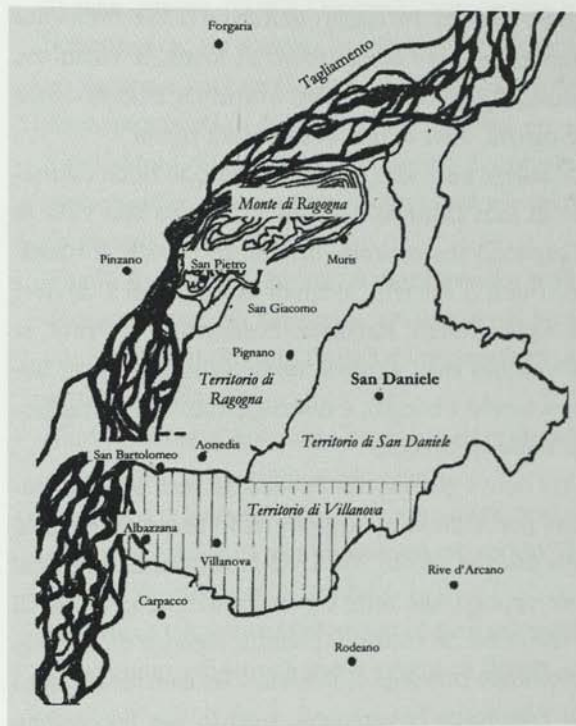 Forgaria
Tagliamento
Monte di Ragogna
Pinzano
San Pietro
Muris
San Giacomo
Pignano
Territorio di
Ragogna
San Daniele
Territorio di San Daniele
Aonedis
San Bartolomeo
Territorio di Villanova
Albazzana
Villanova
Rive d'Arcano
Carpacco
Rodeano